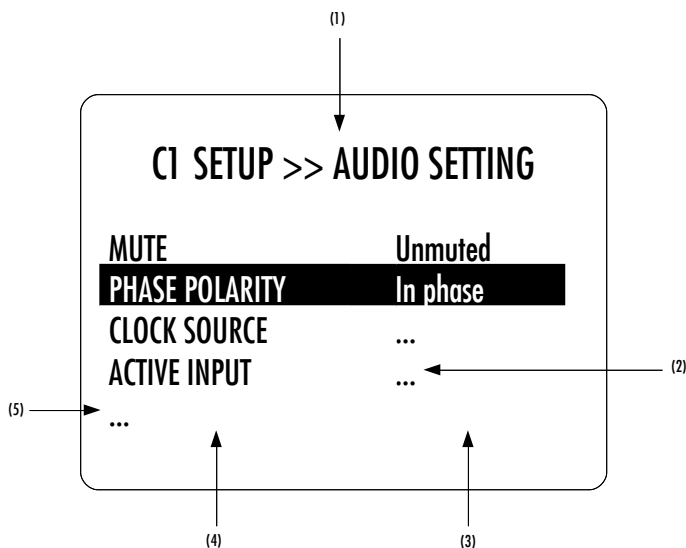 (1)
C1 SETUP >> AUDIO SETTING
MUTE Unmuted
PHASE POLARITY In phase
CLOCK SOURCE ...
ACTIVE INPUT ...
(2)
(5)
...
(4)
(3)